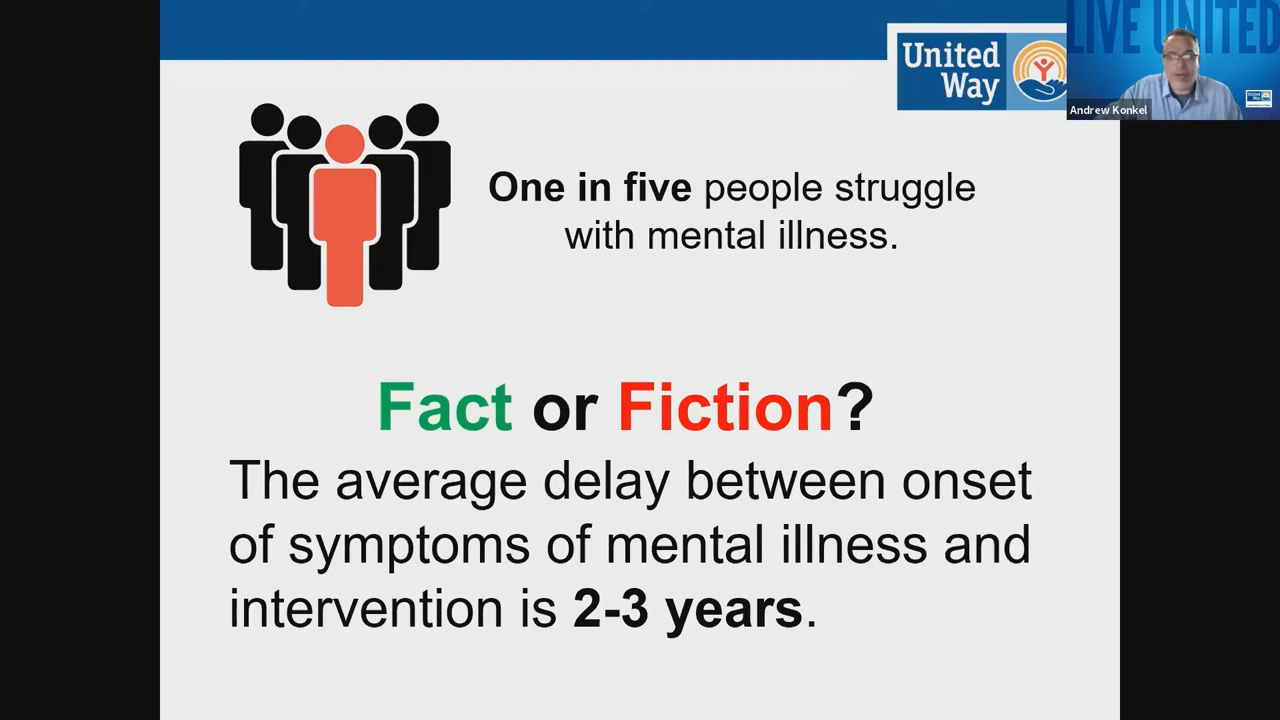 LIVE UNITED
United
Way
Andrew Konkel
One in five people struggle
with mental illness.
Fact or Fiction?
The average delay between onset
of symptoms of mental illness and
intervention is 2-3 years.